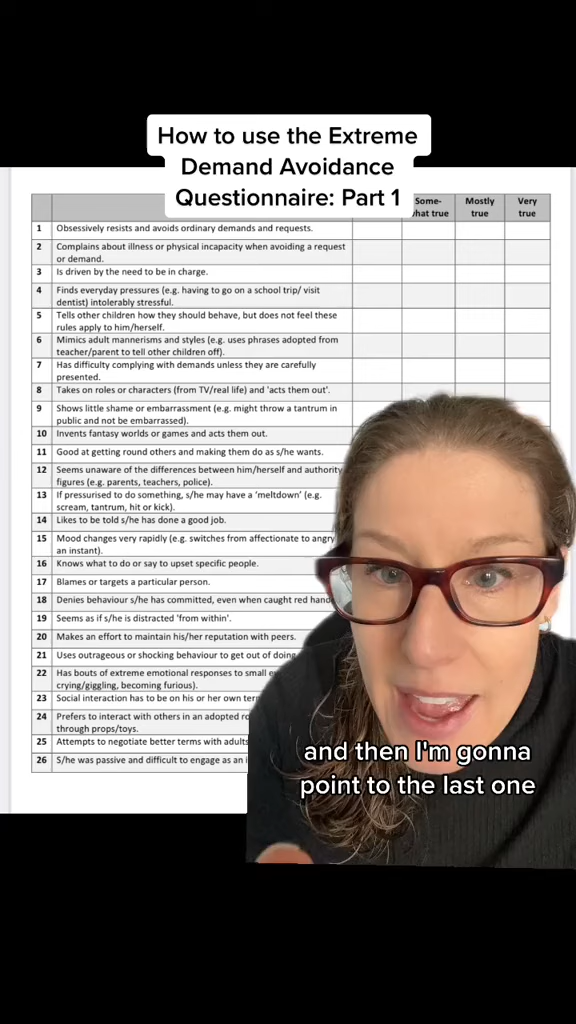 How to use the Extreme
Demand Avoidance
Questionnaire: Part 1
Some-
what true
Mostly
true
Very
true
1 Obsessively resists and avoids ordinary demands and requests.
2 Complains about illness or physical incapacity when avoiding a request
or demand.
3 Is driven by the need to be in charge.
4 Finds everyday pressures (e.g. having to go on a school trip/ visit
dentist) intolerably stressful.
5 Tells other children how they should behave, but does not feel these
rules apply to him/herself.
6 Mimics adult mannerisms and styles (e.g. uses phrases adopted from
teacher/parent to tell other children off).
7 Has difficulty complying with demands unless they are carefully
presented.
8 Takes on roles or characters (from TV/real life) and 'acts them out'.
9 Shows little shame or embarrassment (e.g. might throw a tantrum in
public and not be embarrassed).
10 Invents fantasy worlds or games and acts them out.
11 Good at getting round others and making them do as s/he wants.
12 Seems unaware of the differences between him/herself and authority
figures (e.g. parents, teachers, police).
13 If pressurised to do something, s/he may have a 'meltdown' (e.g.
scream, tantrum, hit or kick).
14 Likes to be told s/he has done a good job.
15 Mood changes very rapidly (e.g. switches from affectionate to angry
an instant).
16 Knows what to do or say to upset specific people.
17 Blames or targets a particular person.
18 Denies behaviour s/he has committed, even when caught red hand
19 Seems as if s/he is distracted 'from within'.
20 Makes an effort to maintain his/her reputation with peers.
21 Uses outrageous or shocking behaviour to get out of doing
22 Has bouts of extreme emotional responses to small
crying/giggling, becoming furious).
23 Social interaction has to be on his or her own
24 Prefers to interact with others in an adopted
through props/toys.
25 Attempts to negotiate better terms with adults
26 S/he was passive and difficult to engage as an
and then I'm gonna
point to the last one